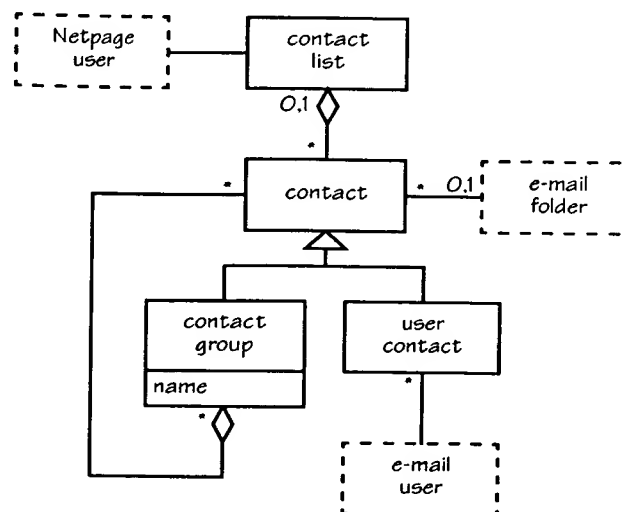 Netpage
user
contact
list
0,1
*
*
contact
*
0,1
e-mail
folder
contact
group
name
*
user
contact
*
e-mail
user